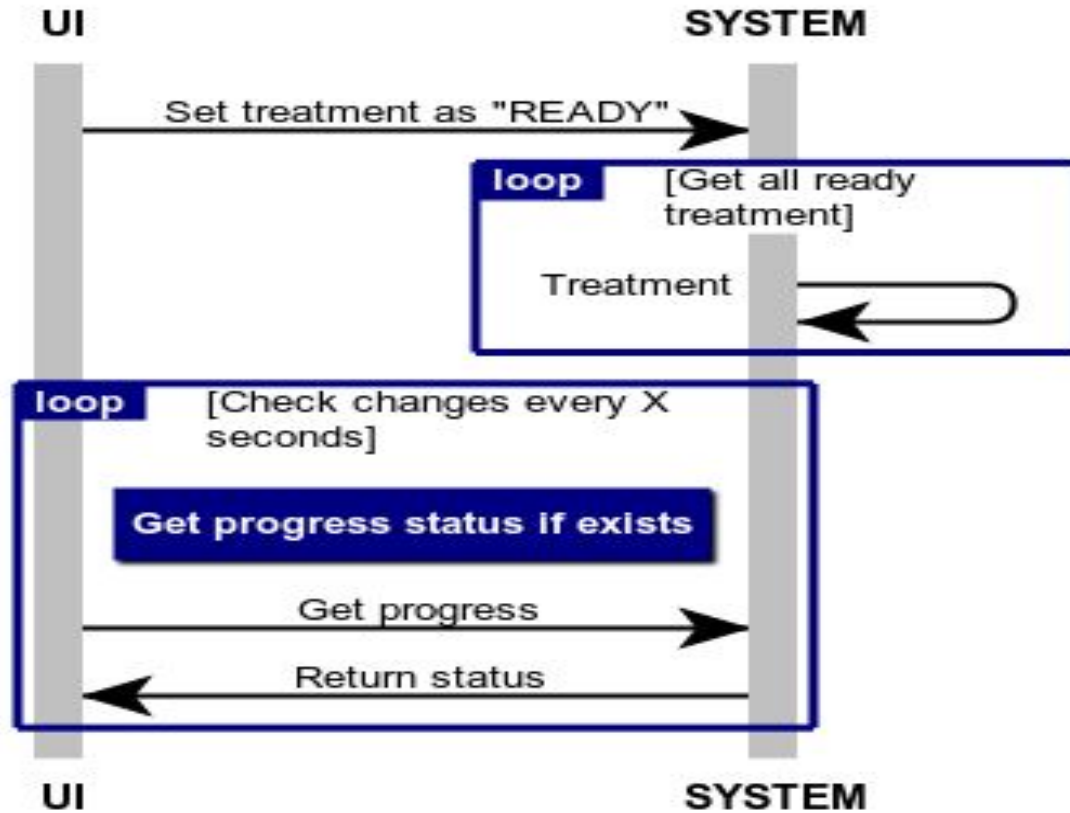 UI
SYSTEM
Set treatment as "READY"
loop
[Get all ready
treatment]
Treatment
loop
[Check changes every X
seconds]
Get progress status if exists
Get progress
Return status
UI
SYSTEM